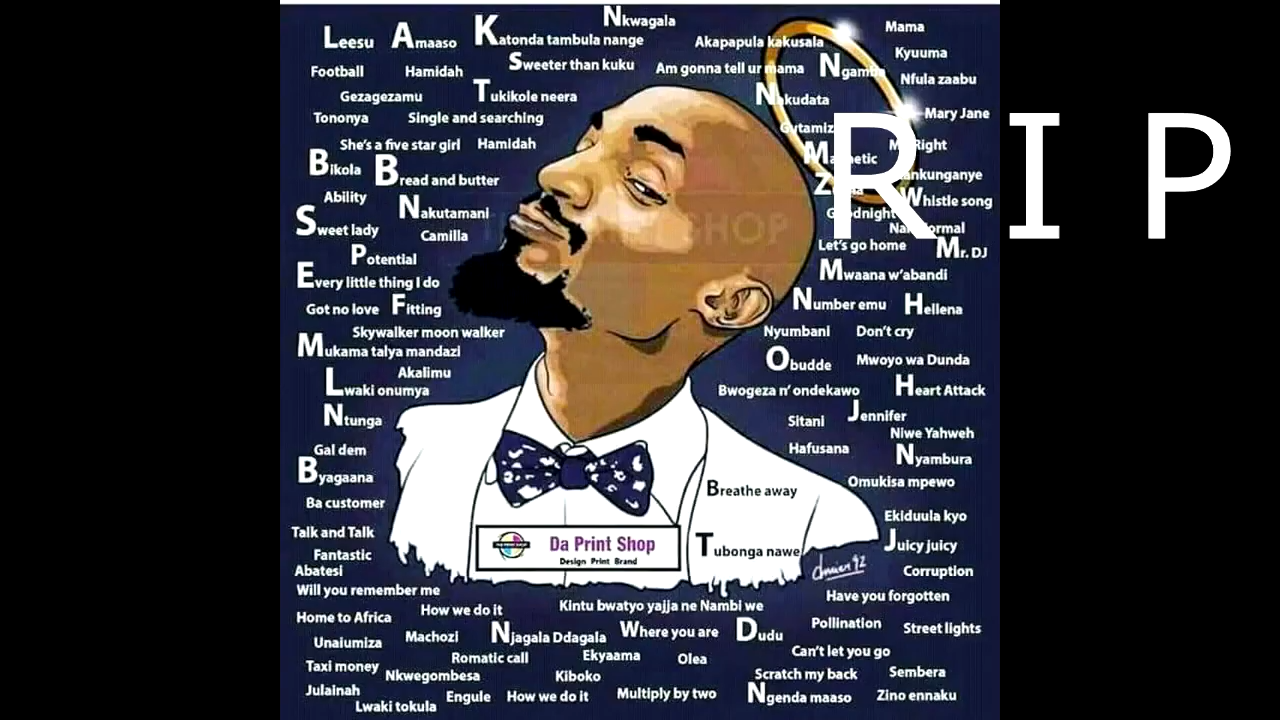 Nkwagala
Leesu Amaaso Katonda tambula nange
Akapapula kakusala
Mama
Kyuuma
Football Hamidah
Sweeter than kuku
Am gonna tell ur mama
Ngamba
Nfula zaabu
Gezagezamu
Tukikole neera
Nakudata
Tononya Single and searching
Mary Jane
She's a five star girl Hamidah
R I P
Bikola
Bread and butter
Ability
Nakutamani
Whistle song
Sweet lady
Camilla
Goodnight
Potential
Let's go home
Mr. DJ
Every little thing I do
Mwaana w'abandi
Got no love Fitting
Number emu Hellena
Skywalker moon walker
Nyumbani Don't cry
Mukama talya mandazi
Obudde
Mwoyo wa Dunda
Akalimu
Lwaki onumya
Bwogeza n'ondekawo
Heart Attack
Ntunga
Sitani
Jennifer
Niwe Yahweh
Gal dem
Hafusana
Nyambura
Byagaana
Breathe away
Omukisa mpewo
Ba customer
Ekiduula kyo
Talk and Talk
Da Print Shop
Design Print Brand
Tubonga nawe
Juicy juicy
Fantastic
Abatesi
Corruption
Will you remember me
Have you forgotten
Home to Africa
How we do it
Kintu bwatyo yajja ne Nambi we
Unaiumiza
Machozi
Njagala Ddagala
Where you are
Dudu
Pollination
Street lights
Taxi money
Romatic call
Ekyaama
Olea
Can't let you go
Nkwegombesa
Kiboko
Scratch my back
Sembera
Julainah
Engule
How we do it
Multiply by two
Ngenda maaso
Zino ennaku
Lwaki tokula